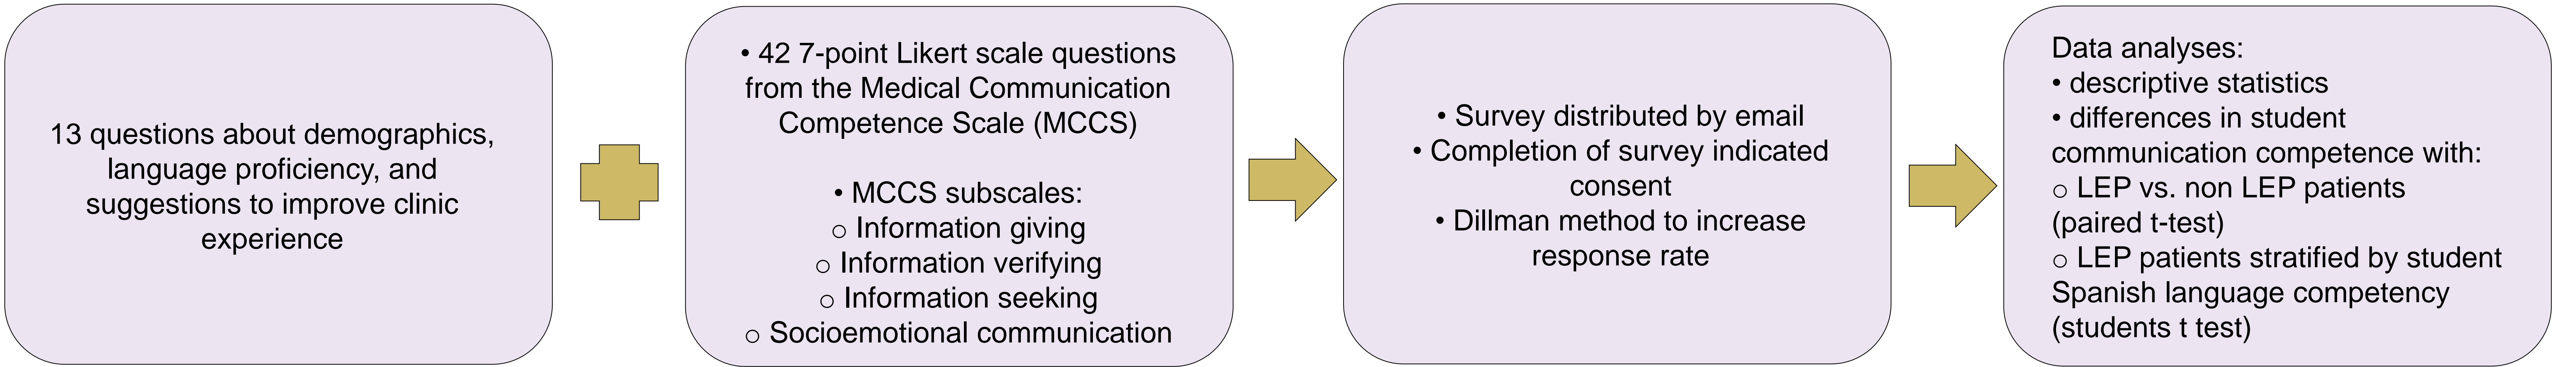 13 questions about demographics,
language proficiency, and
suggestions to improve clinic
experience
• 42 7-point Likert scale questions
from the Medical Communication
Competence Scale (MCCS)
• MCCS subscales:
○ Information giving
○ Information verifying
○ Information seeking
○ Socioemotional communication
• Survey distributed by email
• Completion of survey indicated
consent
• Dillman method to increase
response rate
Data analyses:
• descriptive statistics
• differences in student
communication competence with:
○ LEP vs. non LEP patients
(paired t-test)
○ LEP patients stratified by student
Spanish language competency
(students t test)